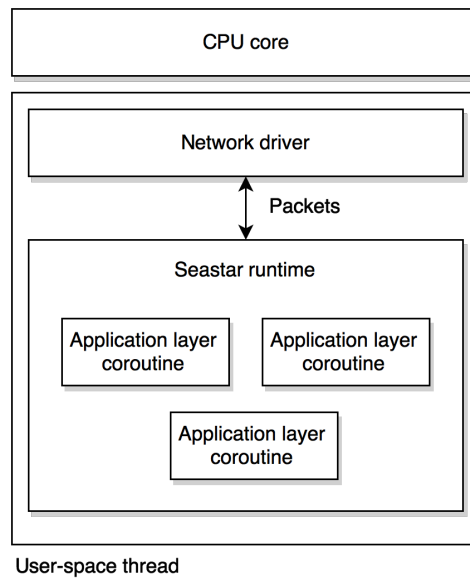 CPU core
Network driver
Packets
Seastar runtime
Application layer
coroutine
Application layer
coroutine
Application layer
coroutine
User-space thread